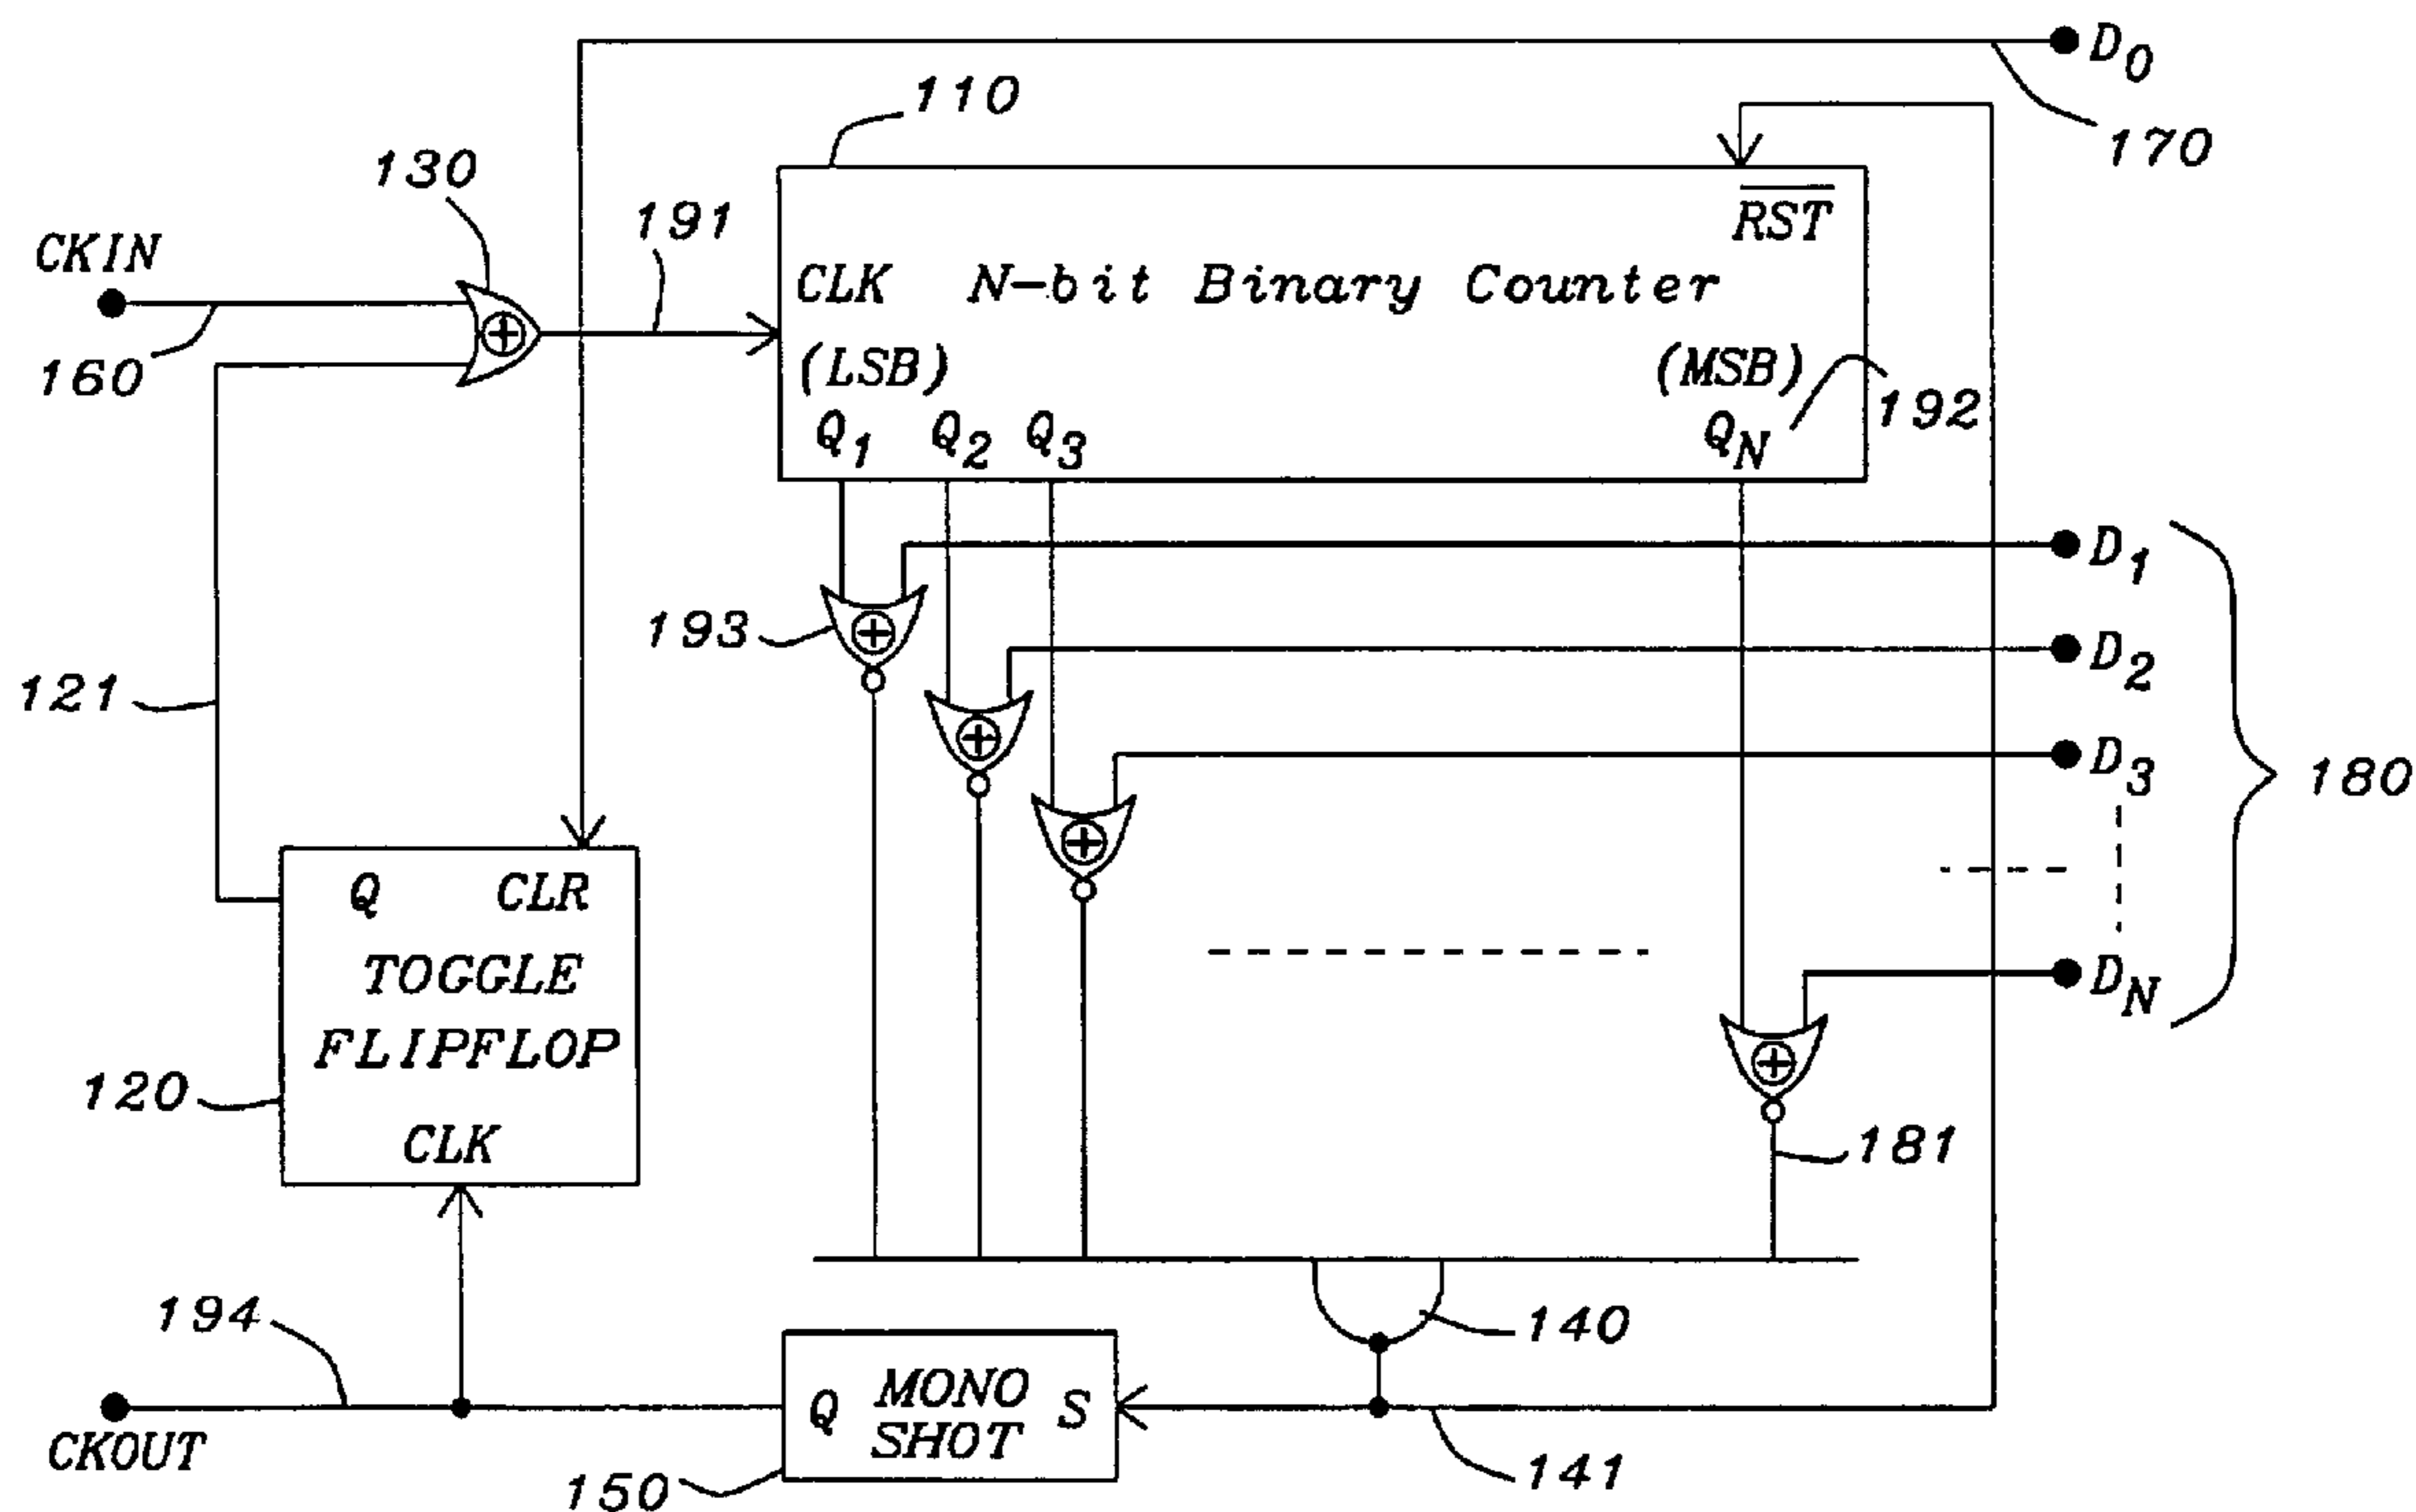 D0
110
170
130
191
RST
CKIN
CLK N-bit Binary Counter
160
(LSB) (MSB)
192
Q1 Q2 Q3 QN
D1
193
D2
121
D3
180
Q CLR
TOGGLE
FLIPFLOP
DN
120
CLK
181
194
140
Q MONO S
SHOT
CKOUT
150
141